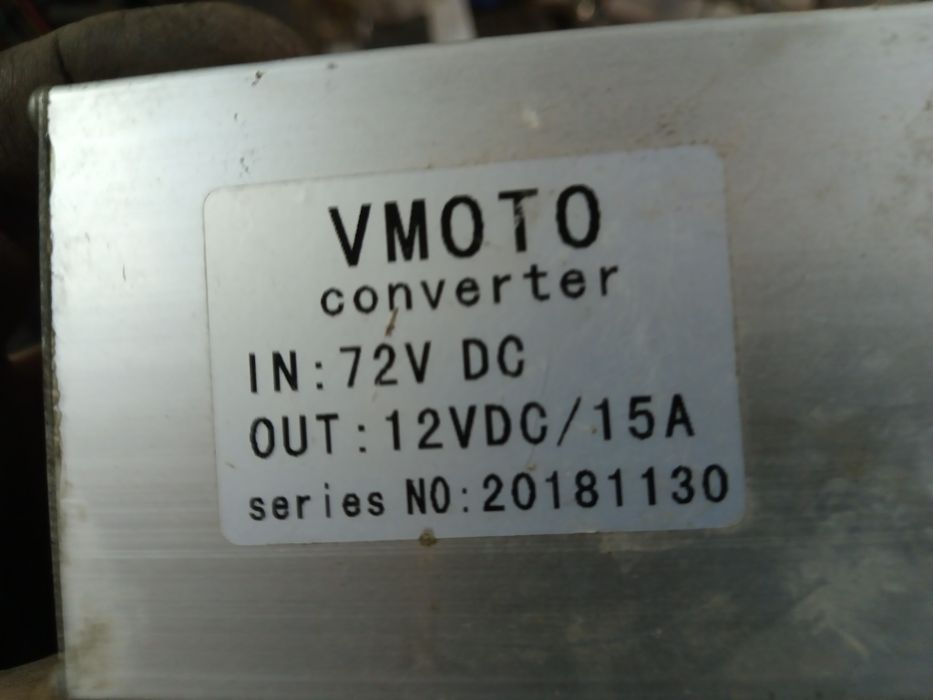 VMOTO
converter
IN:72V DC
OUT:12VDC/15A
series NO:20181130